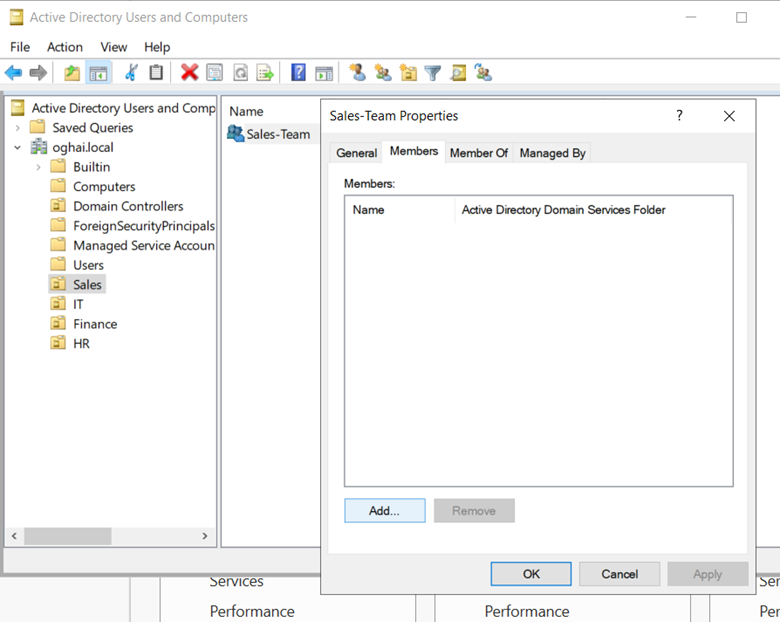 Active Directory Users and Computers
File Action View Help
Active Directory Users and Comp
Saved Queries
oghai.local
Builtin
Computers
Domain Controllers
ForeignSecurityPrincipals
Managed Service Accoun
Users
Sales
IT
Finance
HR
Name
Sales-Team
Sales-Team Properties
?
General Members Member Of Managed By
Members:
Name Active Directory Domain Services Folder
Add... Remove
OK Cancel Apply
Services Ser
Performance Performance Per